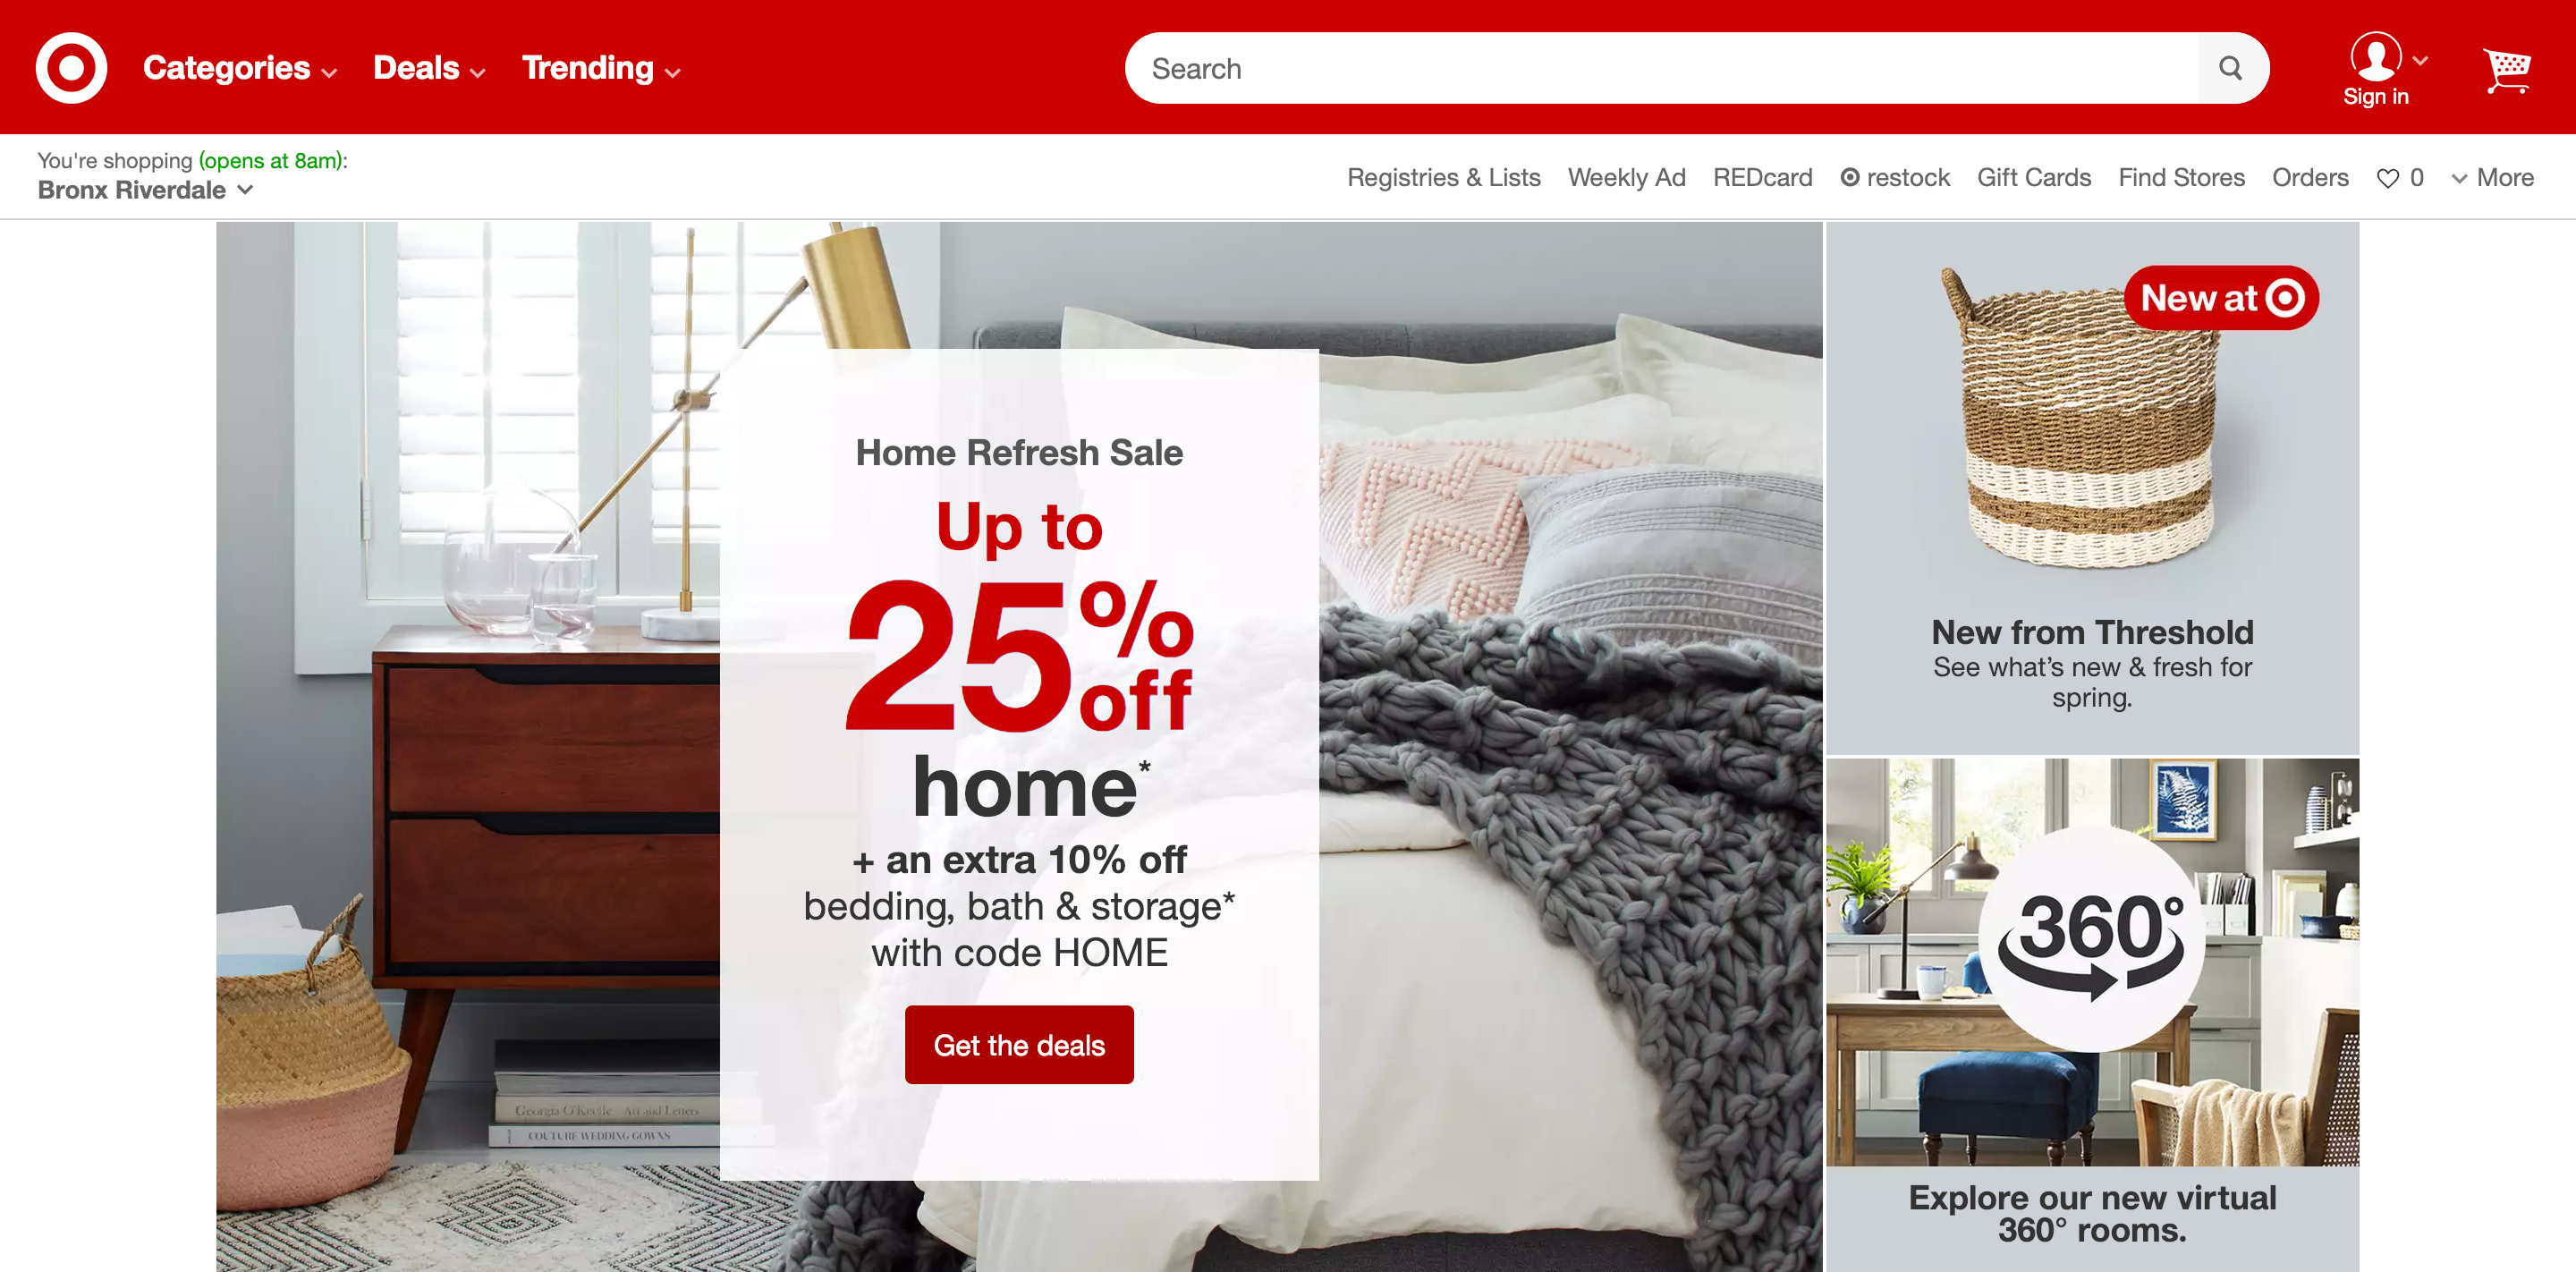 Categories
Deals
Trending
Search
Sign in
You're shopping (opens at 8am):
Bronx Riverdale
Registries & Lists
Weekly Ad
REDcard
restock
Gift Cards
Find Stores
Orders
0
More
Home Refresh Sale
Up to
25% off
home*
+ an extra 10% off
bedding, bath & storage*
with code HOME
Get the deals
Georgia O'Keeffe Art and Letters
COUTURE WEDDING GOWNS
New at
New from Threshold
See what's new & fresh for
spring.
360°
Explore our new virtual
360° rooms.